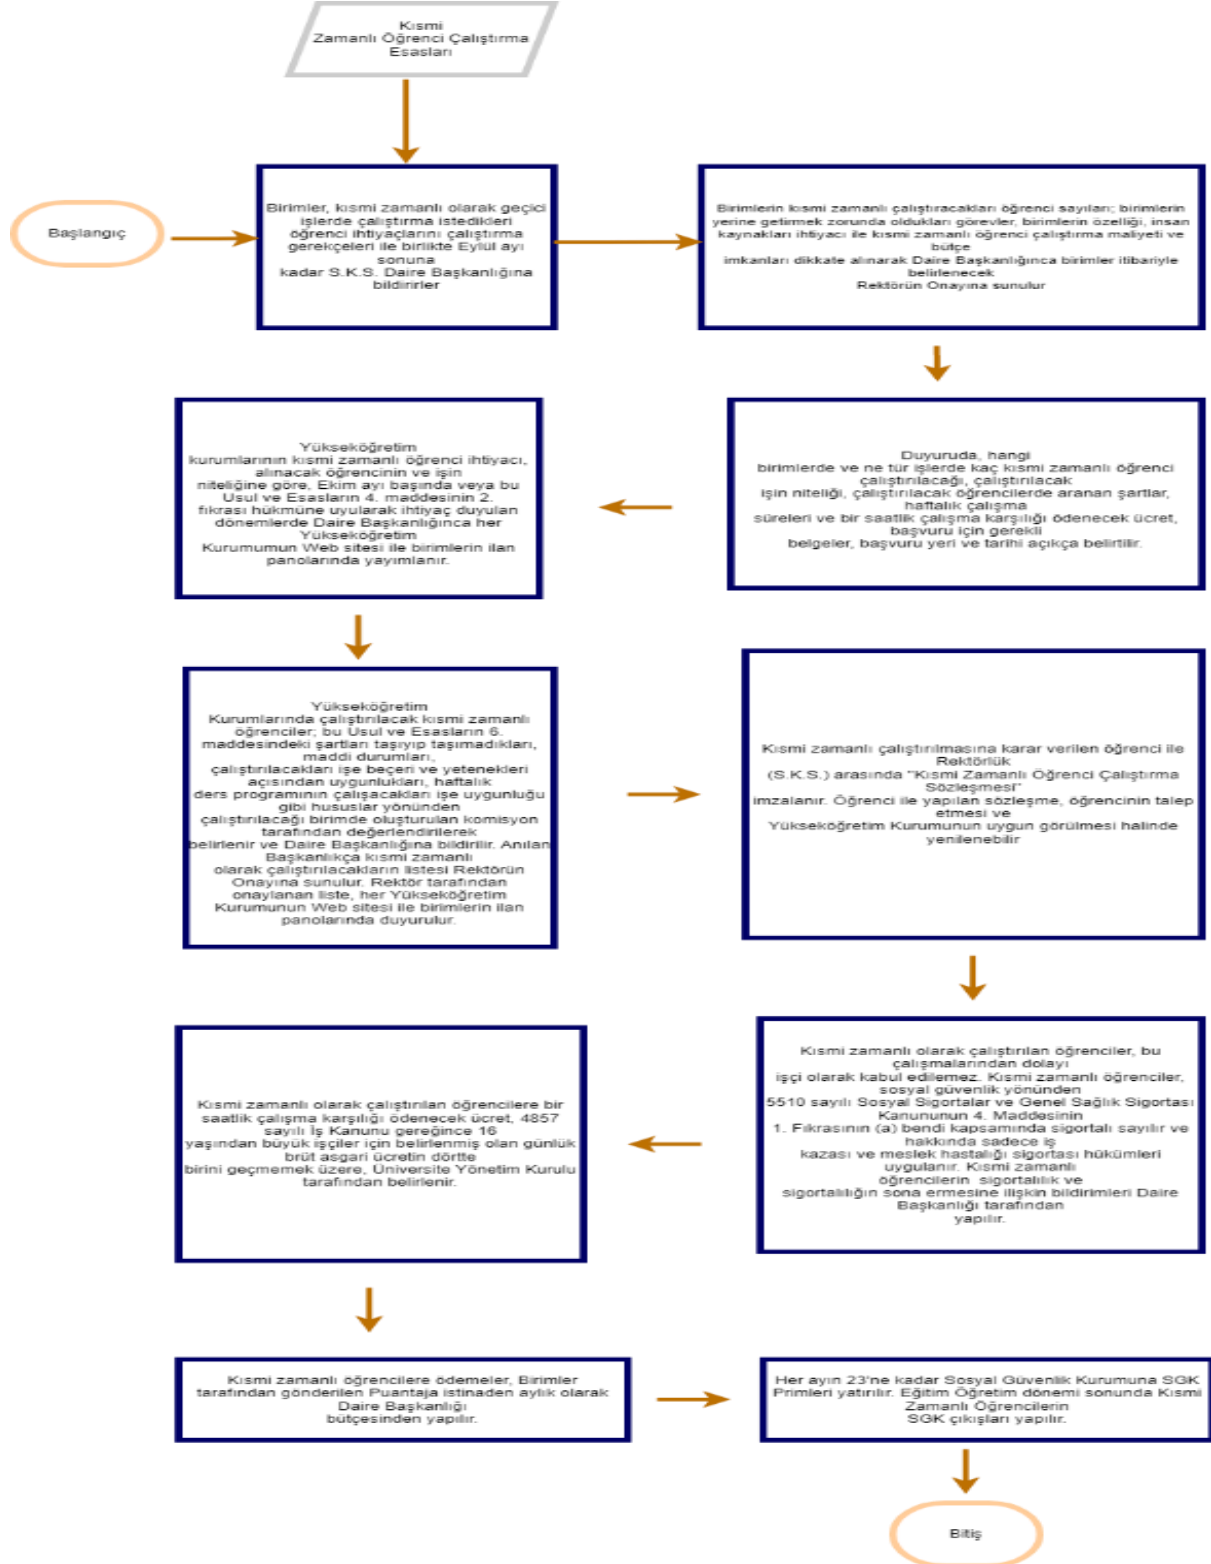 Kısmi
Zamanlı Öğrenci Çalıştırma
Esasları
Başlangıç
Birimler, kısmi zamanlı olarak geçici
işlerde çalıştırma istedikleri
öğrenci ihtiyaçlarını çalıştırma
gerekçeleri ile birlikte Eylül ayı
sonuna
kadar S.K.S. Daire Başkanlığına
bildirirler
Birimlerin kısmi zamanlı çalıştıracakları öğrenci sayıları; birimlerin
yerine getirmek zorunda oldukları görevler, birimlerin özelliği, insan
kaynakları ihtiyacı ile kısmi zamanlı öğrenci çalıştırma maliyeti ve
bütçe
imkanları dikkate alınarak Daire Başkanlığınca birimler itibariyle
belirlenecek
Rektörün Onayına sunulur
Duyuruda, hangi
birimlerde ve ne tür işlerde kaç kısmi zamanlı öğrenci
çalıştırılacağı, çalıştırılacak
işin niteliği, çalıştırılacak öğrencilerde aranan şartlar,
haftalık çalışma
süreleri ve bir saatlik çalışma karşılığı ödenecek ücret,
başvuru için gerekli
belgeler, başvuru yeri ve tarihi açıkça belirtilir.
Yükseköğretim
kurumlarının kısmi zamanlı öğrenci ihtiyacı,
alınacak öğrencinin ve işin
niteliğine göre, Ekim ayı başında veya bu
Usul ve Esasların 4. maddesinin 2.
fıkrası hükmüne uyularak ihtiyaç duyulan
dönemlerde Daire Başkanlığınca her
Yükseköğretim
Kurumumun Web sitesi ile birimlerin ilan
panolarında yayımlanır.
Yükseköğretim
Kurumlarında çalıştırılacak kısmi zamanlı
öğrenciler; bu Usul ve Esasların 6.
maddesindeki şartları taşıyıp taşımadıkları,
maddi durumları,
çalıştırılacakları işe beçeri ve yetenekleri
açısından uygunlukları, haftalık
ders programının çalışacakları işe uygunluğu
gibi hususlar yönünden
çalıştırılacağı birimde oluşturulan komisyon
tarafından değerlendirilerek
belirlenir ve Daire Başkanlığına bildirilir. Anılan
Başkanlıkça kısmi zamanlı
olarak çalıştırılacakların listesi Rektörün
Onayına sunulur. Rektör tarafından
onaylanan liste, her Yükseköğretim
Kurumunun Web sitesi ile birimlerin ilan
panolarında duyurulur.
Kısmi zamanlı çalıştırılmasına karar verilen öğrenci ile
Rektörlük
(S.K.S.) arasında "Kısmi Zamanlı Öğrenci Çalıştırma
Sözleşmesi"
imzalanır. Öğrenci ile yapılan sözleşme, öğrencinin talep
etmesi ve
Yükseköğretim Kurumunun uygun görülmesi halinde
yenilenebilir
Kısmi zamanlı olarak çalıştırılan öğrenciler, bu
çalışmalarından dolayı
işçi olarak kabul edilemez. Kısmi zamanlı öğrenciler,
sosyal güvenlik yönünden
5510 sayılı Sosyal Sigortalar ve Genel Sağlık Sigortası
Kanununun 4. Maddesinin
1. Fıkrasının (a) bendi kapsamında sigortalı sayılır ve
hakkında sadece iş
kazası ve meslek hastalığı sigortası hükümleri
uygulanır. Kısmi zamanlı
öğrencilerin sigortalılık ve
sigortalılığın sona ermesine ilişkin bildirimleri Daire
Başkanlığı tarafından
yapılır.
Kısmi zamanlı olarak çalıştırılan öğrencilere bir
saatlik çalışma karşılığı ödenecek ücret, 4857
sayılı İş Kanunu gereğince 16
yaşından büyük işçiler için belirlenmiş olan günlük
brüt asgari ücretin dörtte
birini geçmemek üzere, Üniversite Yönetim Kurulu
tarafından belirlenir.
Kısmi zamanlı öğrencilere ödemeler, Birimler
tarafından gönderilen Puantaja istinaden aylık olarak
Daire Başkanlığı
bütçesinden yapılır.
Her ayın 23'ne kadar Sosyal Güvenlik Kurumuna SGK
Primleri yatırılır. Eğitim Öğretim dönemi sonunda Kısmi
Zamanlı Öğrencilerin
SGK çıkışları yapılır.
Bitiş